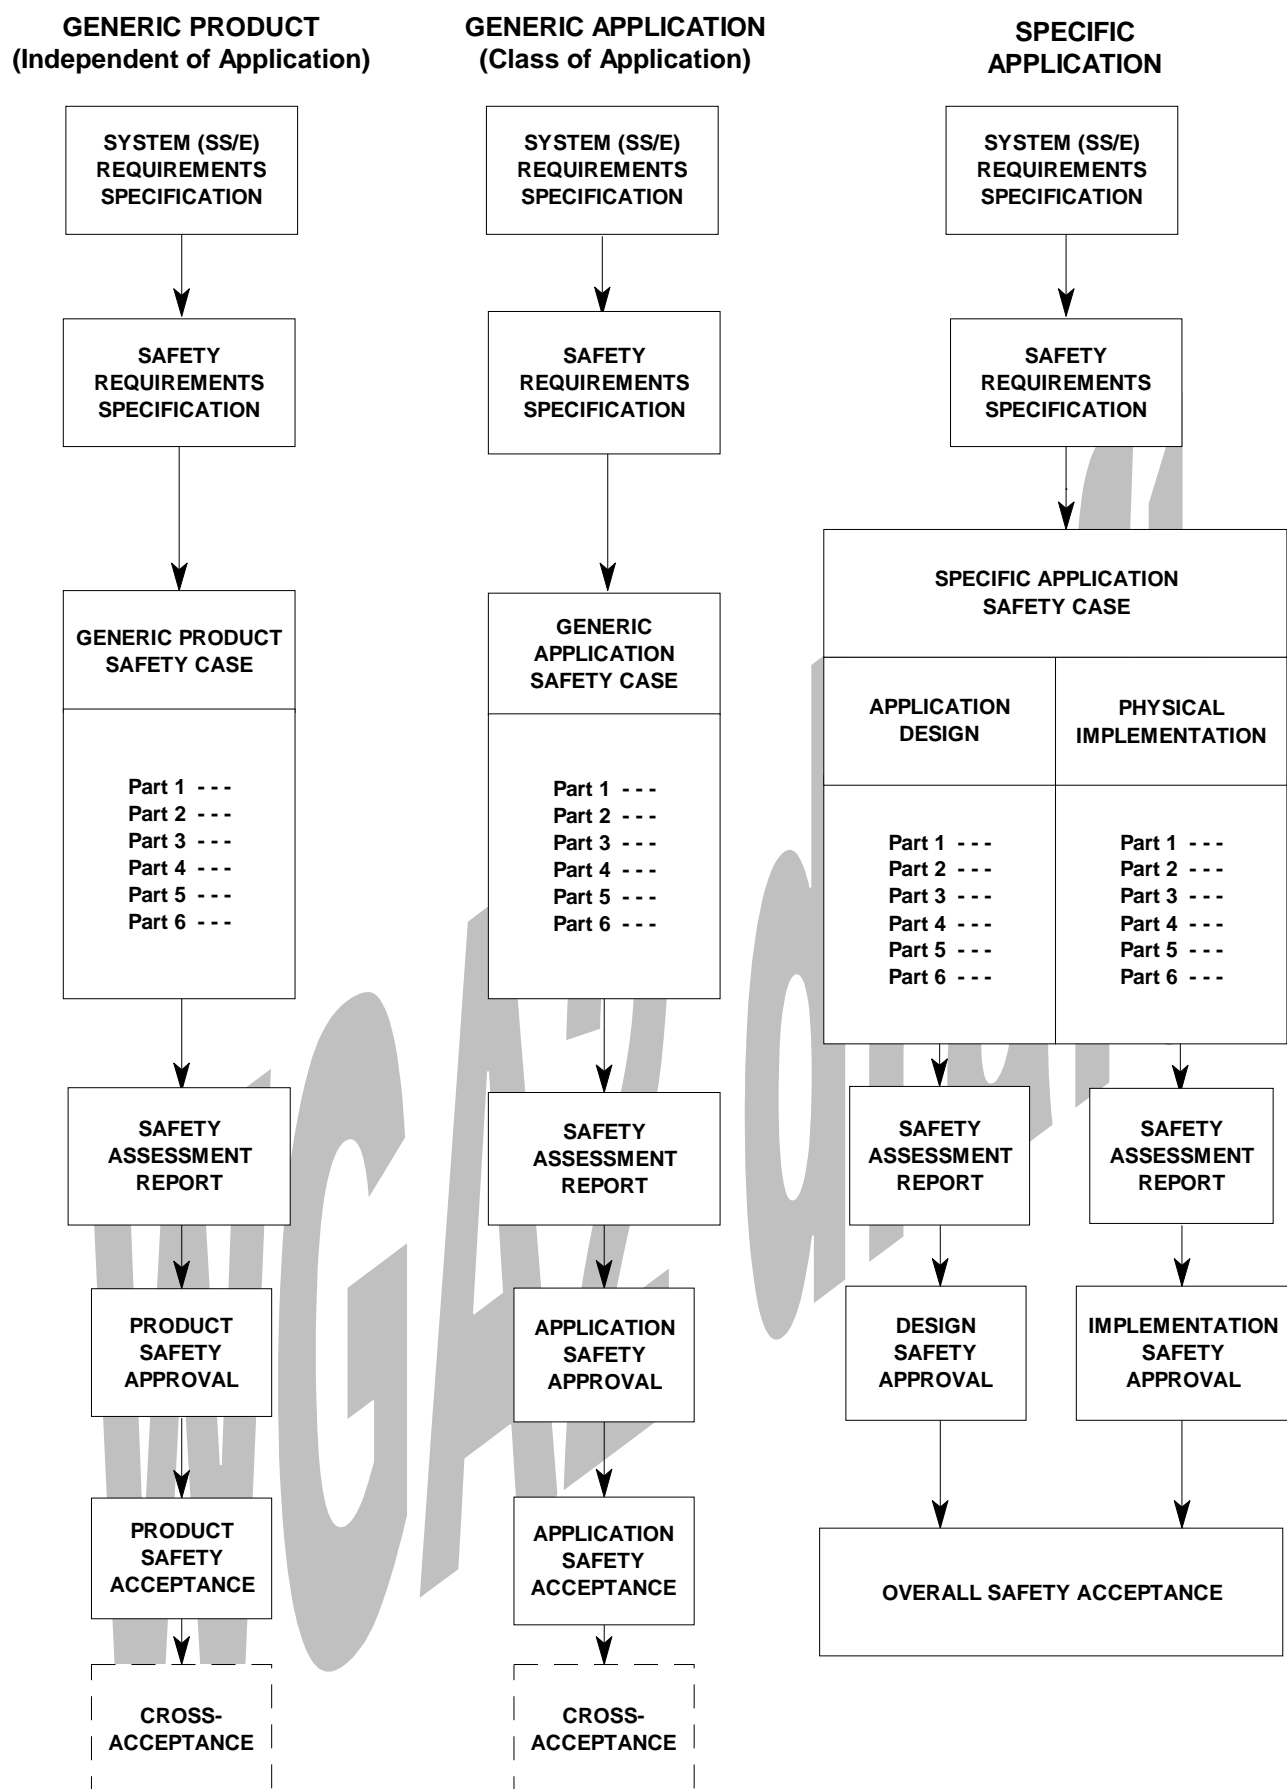 GENERIC PRODUCT
(Independent of Application)
SYSTEM (SS/E)
REQUIREMENTS
SPECIFICATION
SAFETY
REQUIREMENTS
SPECIFICATION
GENERIC PRODUCT
SAFETY CASE
Part 1 - - -
Part 2 - - -
Part 3 - - -
Part 4 - - -
Part 5 - - -
Part 6 - - -
SAFETY
ASSESSMENT
REPORT
PRODUCT
SAFETY
APPROVAL
PRODUCT
SAFETY
ACCEPTANCE
CROSS-
ACCEPTANCE
GENERIC APPLICATION
(Class of Application)
SYSTEM (SS/E)
REQUIREMENTS
SPECIFICATION
SAFETY
REQUIREMENTS
SPECIFICATION
GENERIC
APPLICATION
SAFETY CASE
Part 1 - - -
Part 2 - - -
Part 3 - - -
Part 4 - - -
Part 5 - - -
Part 6 - - -
SAFETY
ASSESSMENT
REPORT
APPLICATION
SAFETY
APPROVAL
APPLICATION
SAFETY
ACCEPTANCE
CROSS-
ACCEPTANCE
SPECIFIC
APPLICATION
SYSTEM (SS/E)
REQUIREMENTS
SPECIFICATION
SAFETY
REQUIREMENTS
SPECIFICATION
SPECIFIC APPLICATION
SAFETY CASE
APPLICATION
DESIGN
Part 1 - - -
Part 2 - - -
Part 3 - - -
Part 4 - - -
Part 5 - - -
Part 6 - - -
SAFETY
ASSESSMENT
REPORT
DESIGN
SAFETY
APPROVAL
PHYSICAL
IMPLEMENTATION
Part 1 - - -
Part 2 - - -
Part 3 - - -
Part 4 - - -
Part 5 - - -
Part 6 - - -
SAFETY
ASSESSMENT
REPORT
IMPLEMENTATION
SAFETY
APPROVAL
OVERALL SAFETY ACCEPTANCE